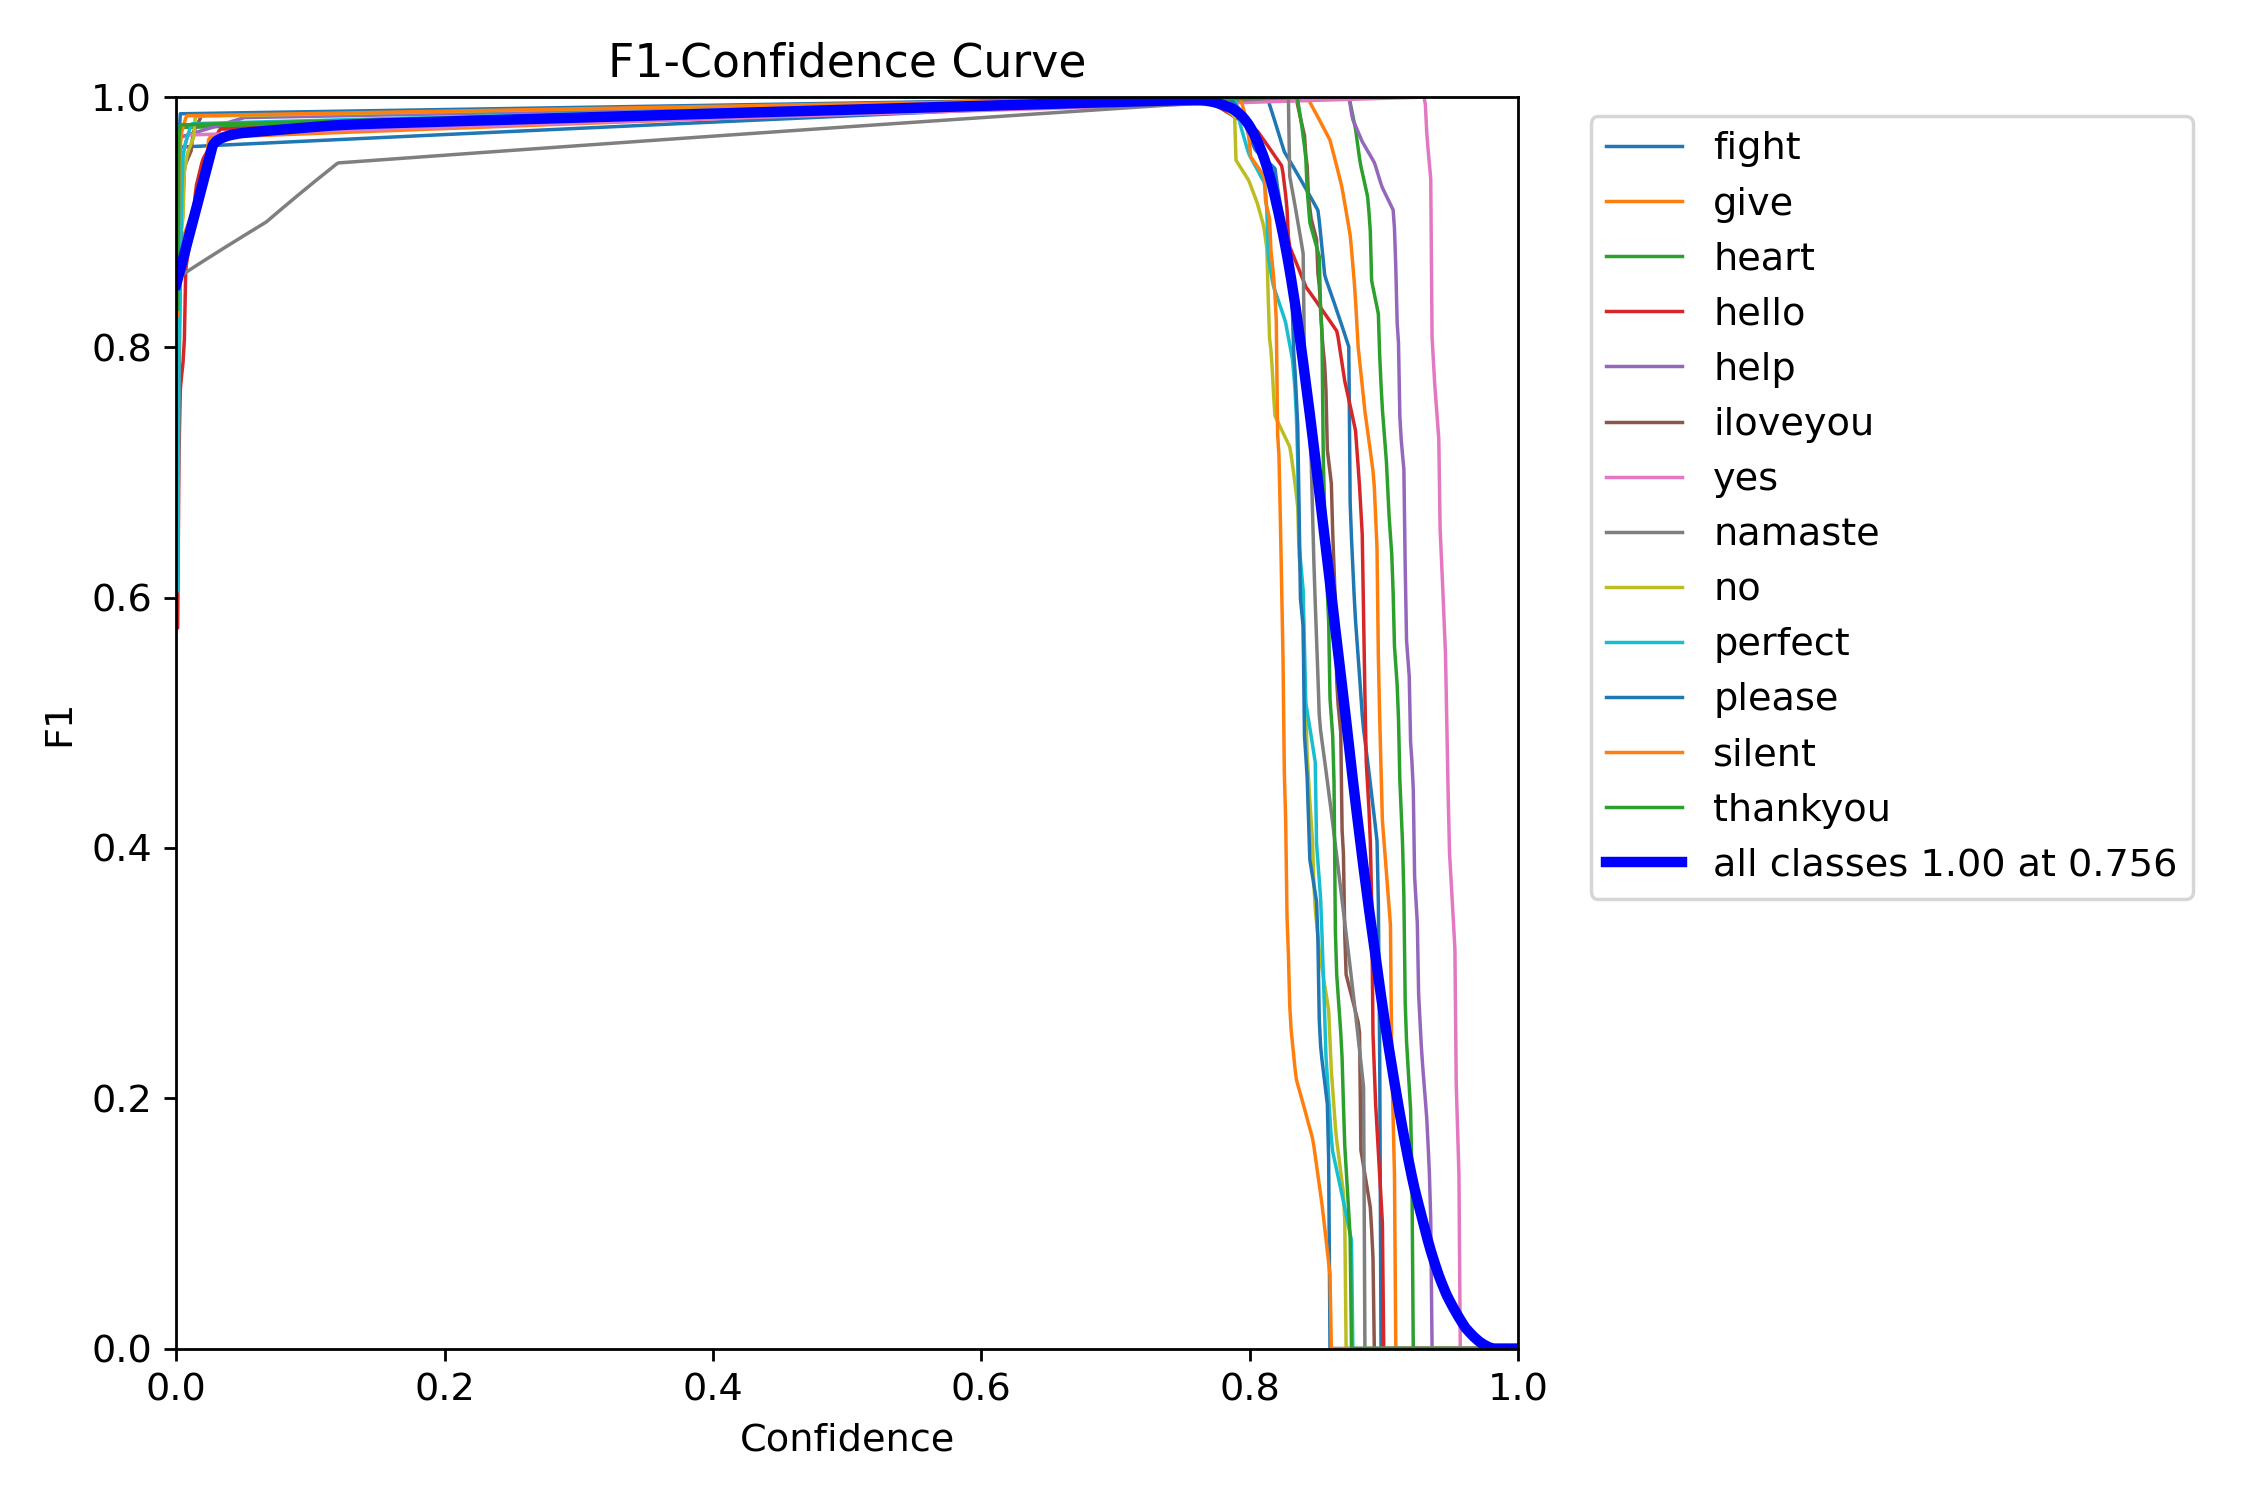 F1-Confidence Curve
1.0
0.8
0.6
0.4
0.2
0.0
F1
0.0 0.2 0.4 0.6 0.8 1.0
Confidence
fight
give
heart
hello
help
iloveyou
yes
namaste
no
perfect
please
silent
thankyou
all classes 1.00 at 0.756